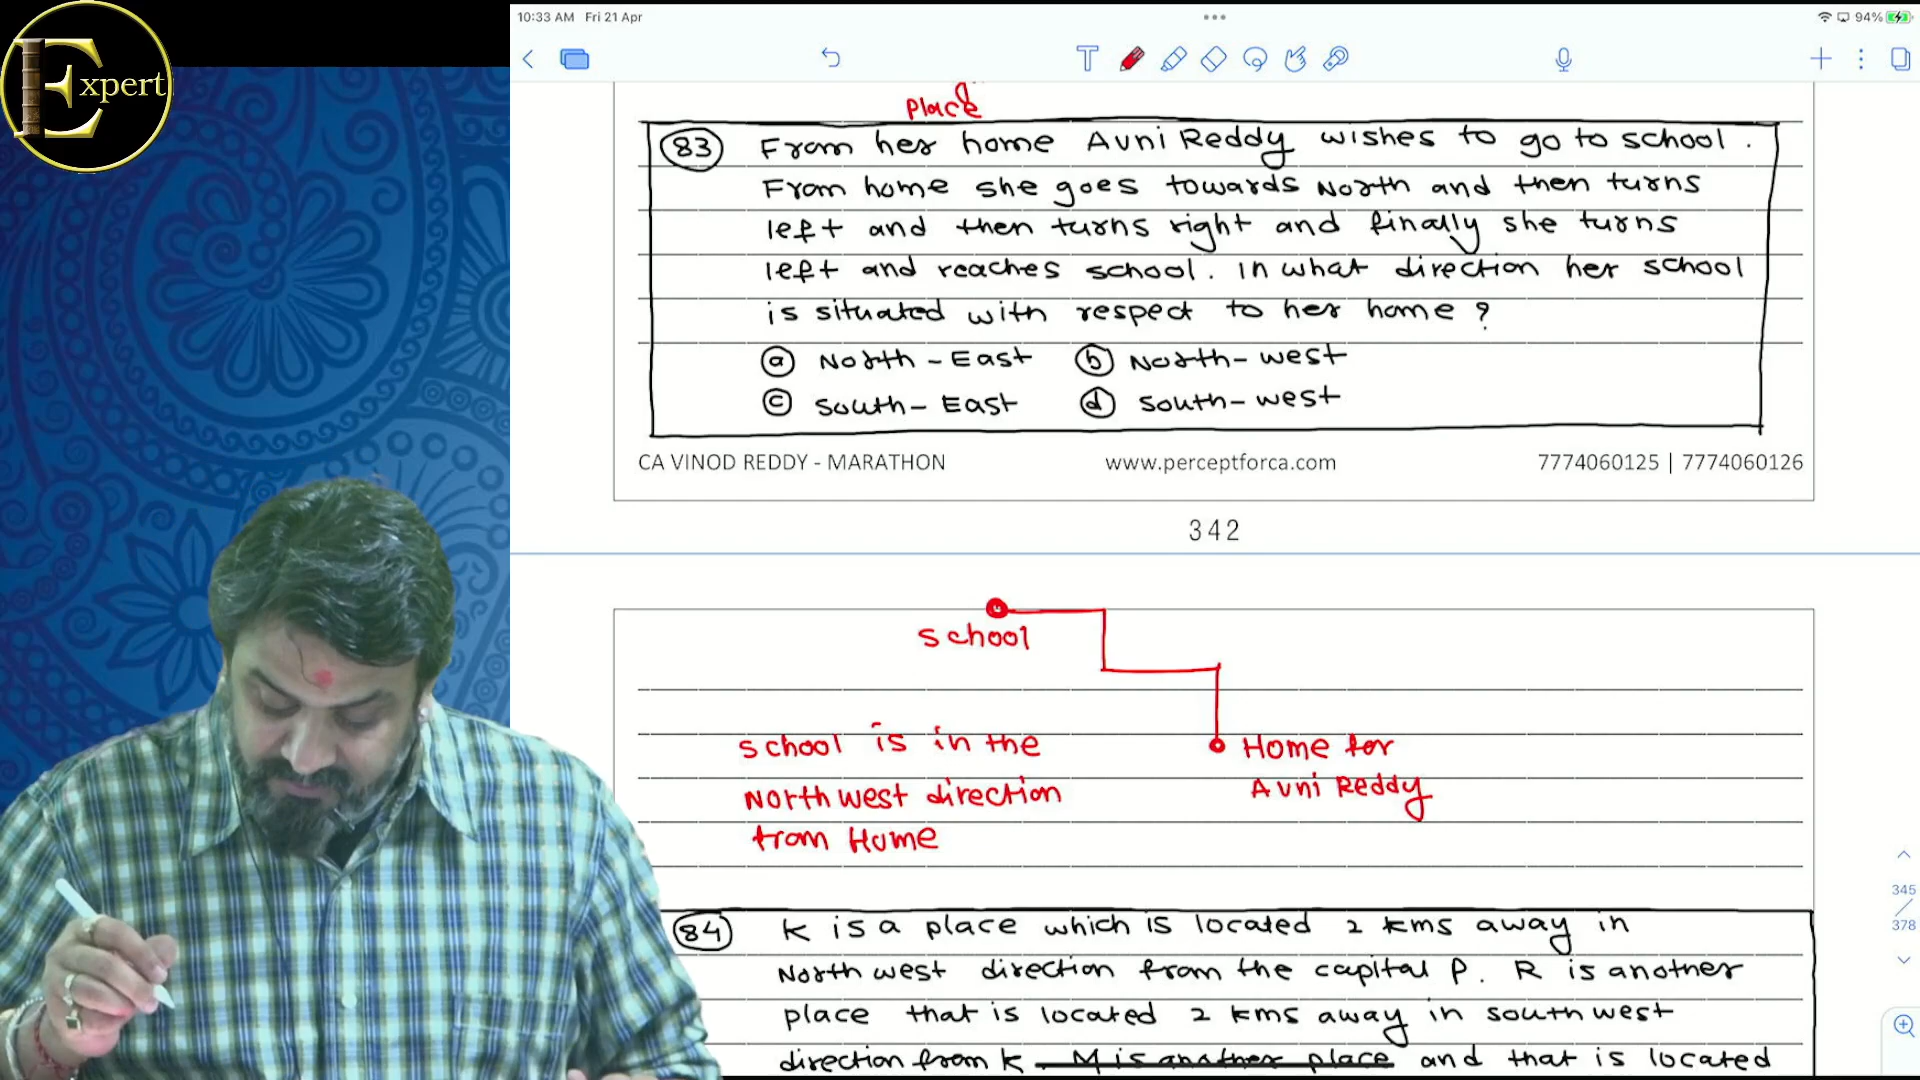 Expert
10:33 AM Fri 21 Apr
94%
Place
83 From her home Avni Reddy wishes to go to school.
From home she goes towards North and then turns
left and then turns right and finally she turns
left and reaches school. In what direction her school
is situated with respect to her home?
a North-East b North-west
c South-East d South-west
CA VINOD REDDY - MARATHON www.perceptforca.com 7774060125 | 7774060126
342
School
School is in the
North west direction
from Home
Home for
Avni Reddy
345
378
84 K is a place which is located 2 kms away in
North west direction from the capital P. R is another
place that is located 2 kms away in south west
direction from K M is another place and that is located